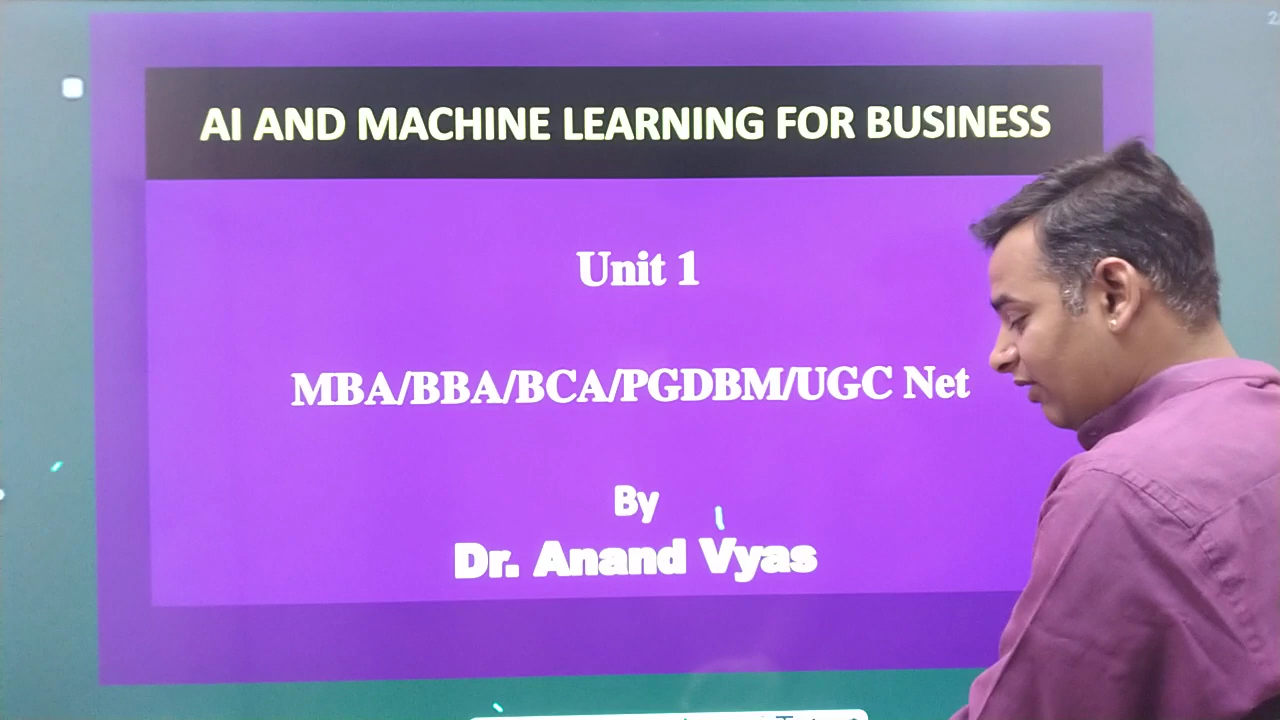 AI AND MACHINE LEARNING FOR BUSINESS
Unit 1
MBA/BBA/BCA/PGDBM/UGC Net
By
Dr. Anand Vyas